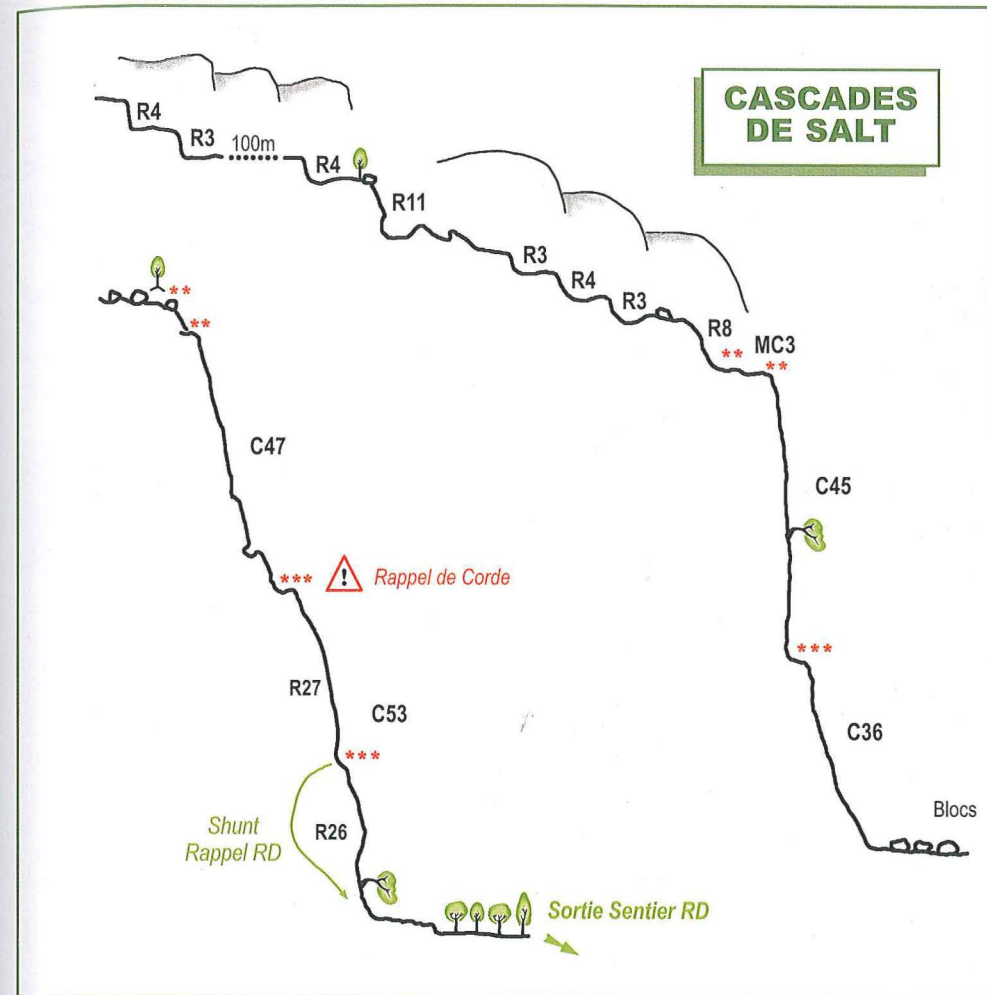 CASCADES
DE SALT
R4
R3
100m
R4
R11
R3
R4
R3
R8
**
MC3
**
C45
***
C36
Blocs
**
**
C47
***
!
Rappel de Corde
R27
C53
***
Shunt
Rappel RD
R26
Sortie Sentier RD